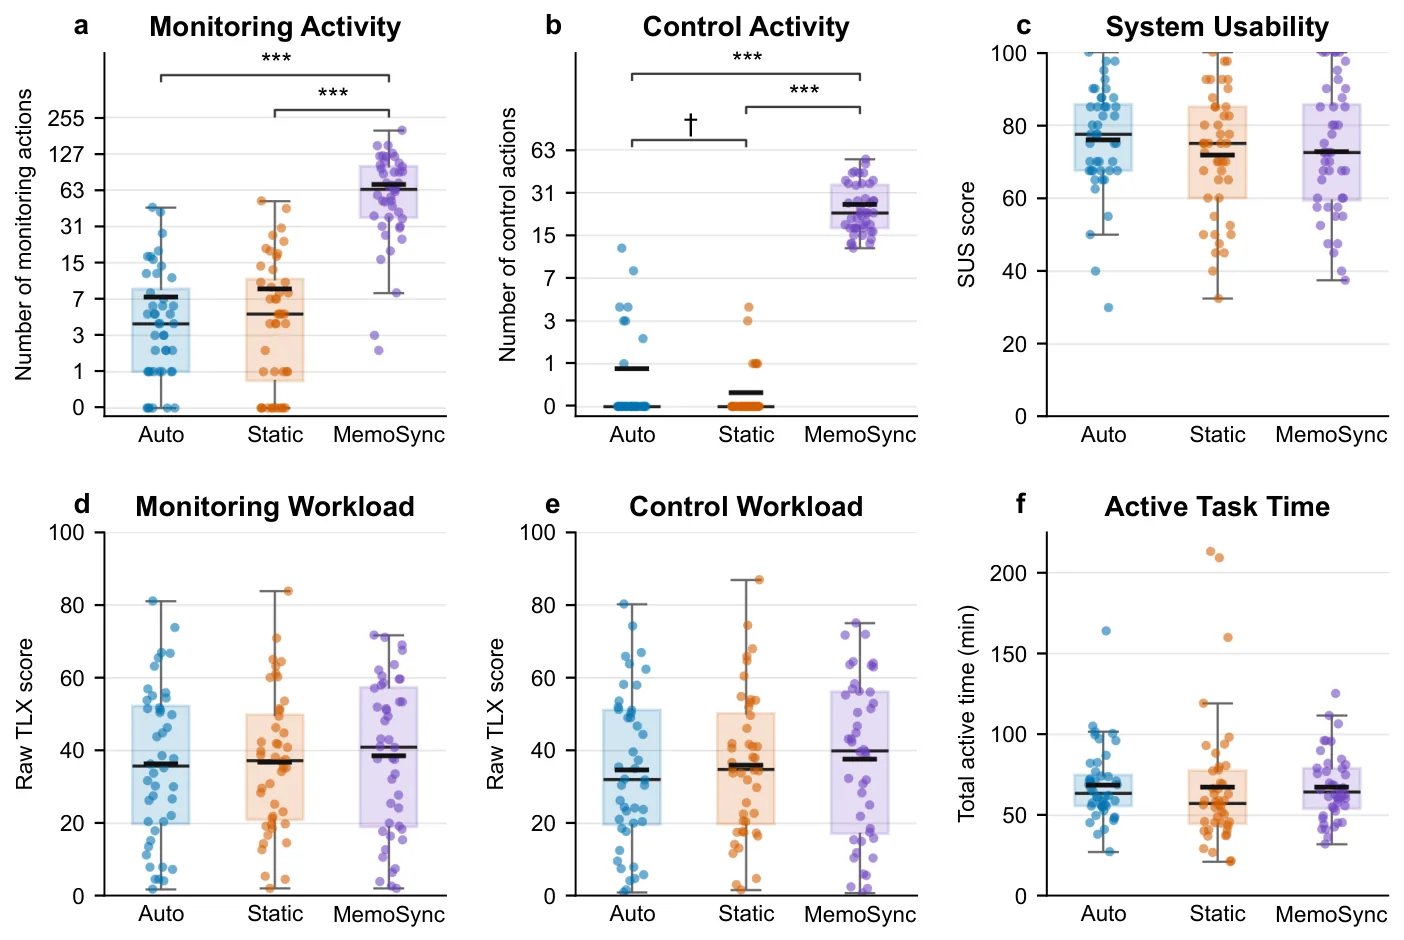 a Monitoring Activity
Number of monitoring actions
255
127
63
31
15
7
3
1
0
***
***
Auto Static MemoSync
b Control Activity
Number of control actions
63
31
15
7
3
1
0
***
***
†
Auto Static MemoSync
c System Usability
SUS score
100
80
60
40
20
0
Auto Static MemoSync
d Monitoring Workload
Raw TLX score
100
80
60
40
20
0
Auto Static MemoSync
e Control Workload
Raw TLX score
100
80
60
40
20
0
Auto Static MemoSync
f Active Task Time
Total active time (min)
200
150
100
50
0
Auto Static MemoSync